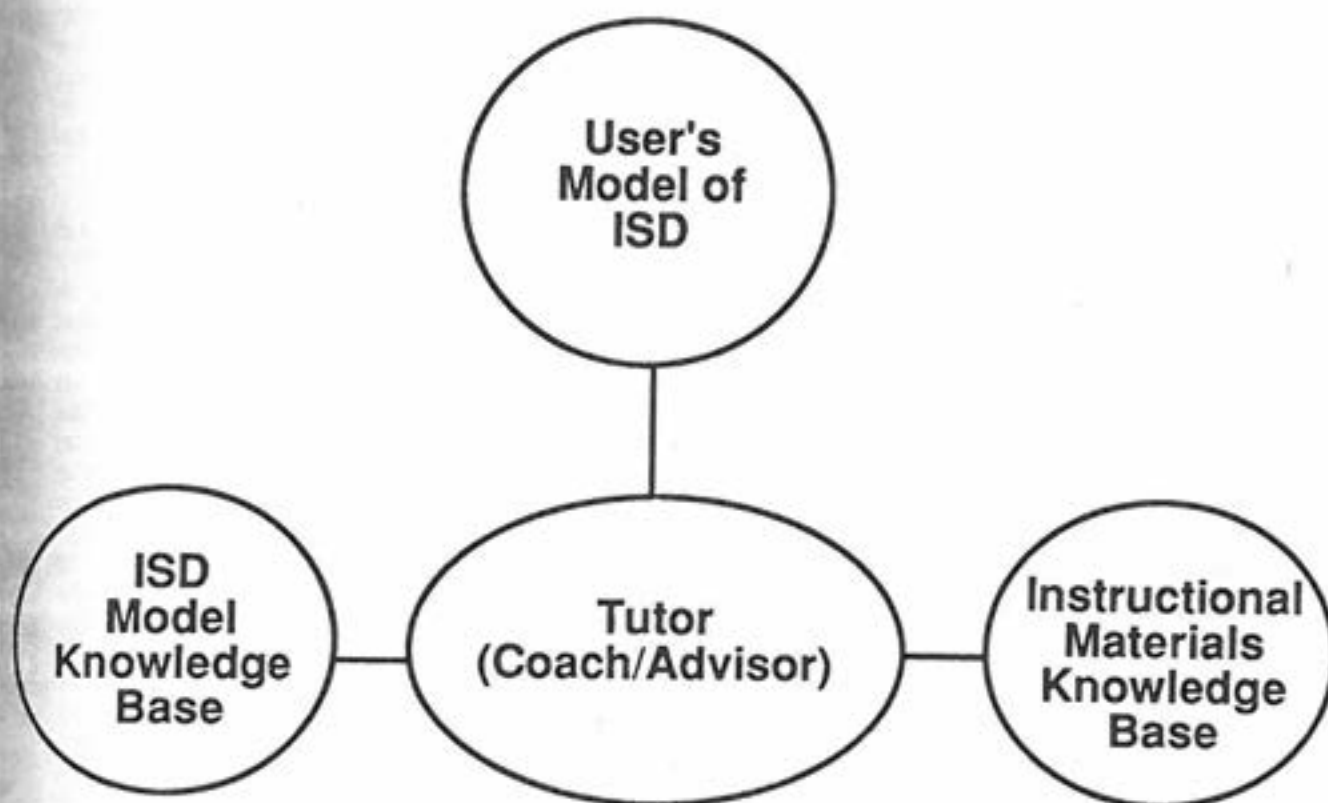 User's
Model of
ISD
ISD
Model
Knowledge
Base
Tutor
(Coach/Advisor)
Instructional
Materials
Knowledge
Base